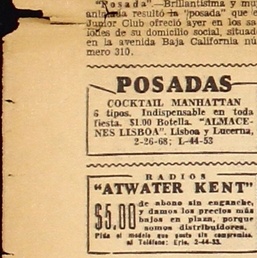 "Posada".—Brillantísima y mu
animada resultó la "posada" que e
Junior Club ofreció ayer en los sa
lones de su domicilio social, situad
en la avenida Baja California nú
mero 310.
POSADAS
COCKTAIL MANHATTAN
6 tipos. Indispensable en toda
fiesta. $1.00 Botella. "ALMACE-
NES LISBOA". Lisboa y Lucerna,
2-26-68; L-44-53
RADIOS
"ATWATER KENT"
$5.00 de abono sin enganche,
y damos los precios más
bajos en plaza, porque
somos distribuidores.
Pida el modelo que guste sin compromiso,
al Teléfono: Eric. 2-44-33.